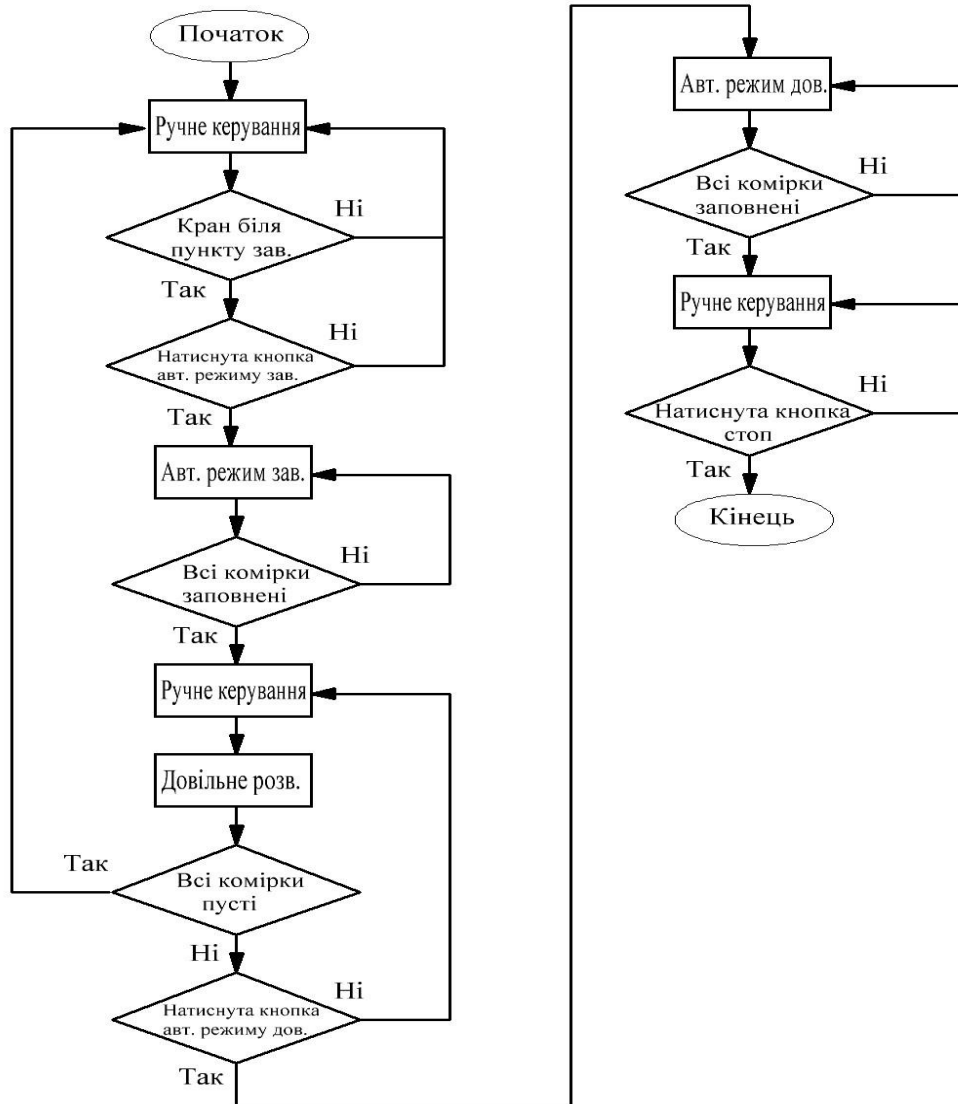 Початок
Ручне керування
Ні
Кран біля
пункту зав.
Так
Ні
Натиснута кнопка
авт. режиму зав.
Так
Авт. режим зав.
Ні
Всі комірки
заповнені
Так
Ручне керування
Довільне розв.
Так
Всі комірки
пусті
Ні
Ні
Натиснута кнопка
авт. режиму дов.
Так
Авт. режим дов.
Ні
Всі комірки
заповнені
Так
Ручне керування
Ні
Натиснута кнопка
стоп
Так
Кінець